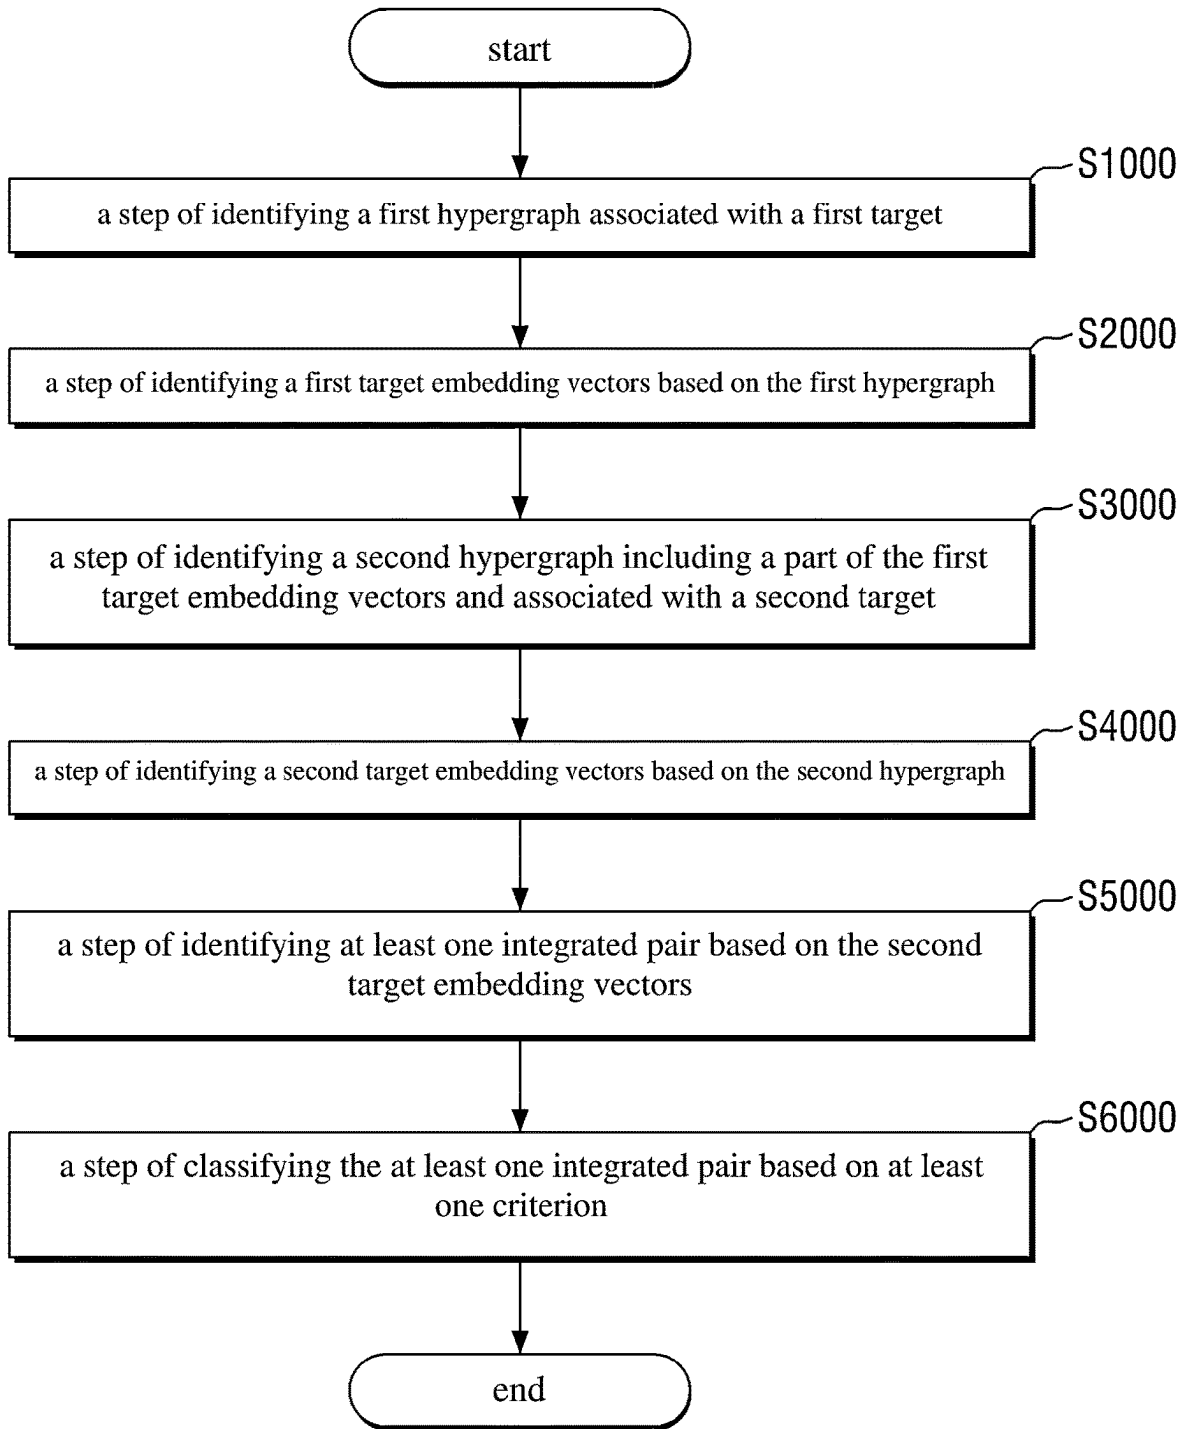 start
S1000
a step of identifying a first hypergraph associated with a first target
S2000
a step of identifying a first target embedding vectors based on the first hypergraph
S3000
a step of identifying a second hypergraph including a part of the first
target embedding vectors and associated with a second target
S4000
a step of identifying a second target embedding vectors based on the second hypergraph
S5000
a step of identifying at least one integrated pair based on the second
target embedding vectors
S6000
a step of classifying the at least one integrated pair based on at least
one criterion
end